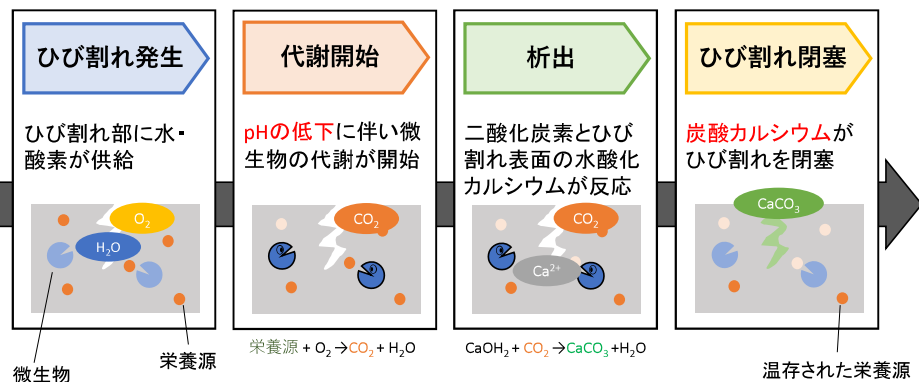 ひび割れ発生
ひび割れ部に水・
酸素が供給
O₂
H₂O
微生物
栄養源
代謝開始
pHの低下に伴い微
生物の代謝が開始
CO₂
栄養源 + O₂ →CO₂ + H₂O
析出
二酸化炭素とひび
割れ表面の水酸化
カルシウムが反応
CO₂
Ca²⁺
CaOH₂ + CO₂ →CaCO₃ +H₂O
ひび割れ閉塞
炭酸カルシウムが
ひび割れを閉塞
CaCO₃
温存された栄養源